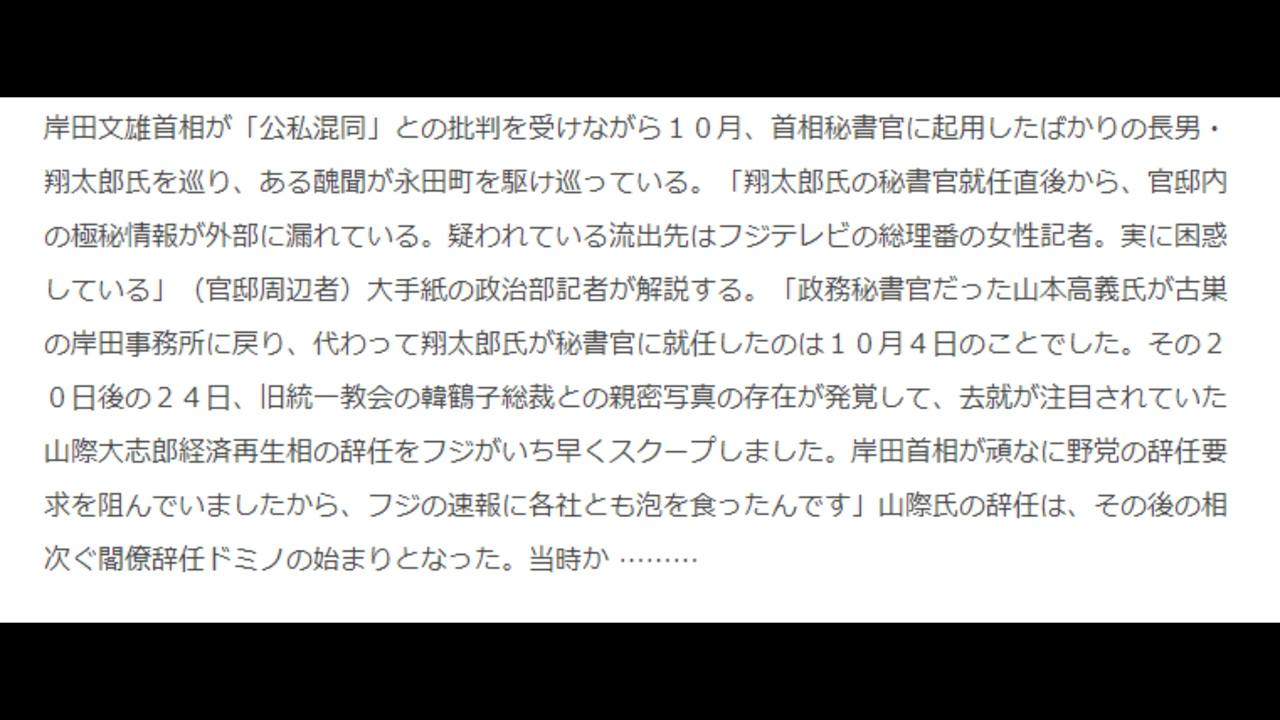 岸田文雄首相が「公私混同」との批判を受けながら１０月、首相秘書官に起用したばかりの長男・
翔太郎氏を巡り、ある醜聞が永田町を駆け巡っている。「翔太郎氏の秘書官就任直後から、官邸内
の極秘情報が外部に漏れている。疑われている流出先はフジテレビの総理番の女性記者。実に困惑
している」（官邸周辺者）大手紙の政治部記者が解説する。「政務秘書官だった山本高義氏が古巣
の岸田事務所に戻り、代わって翔太郎氏が秘書官に就任したのは１０月４日のことでした。その２
０日後の２４日、旧統一教会の韓鶴子総裁との親密写真の存在が発覚して、去就が注目されていた
山際大志郎経済再生相の辞任をフジがいち早くスクープしました。岸田首相が頑なに野党の辞任要
求を阻んでいましたから、フジの速報に各社とも泡を食ったんです」山際氏の辞任は、その後の相
次ぐ閣僚辞任ドミノの始まりとなった。当時か ………